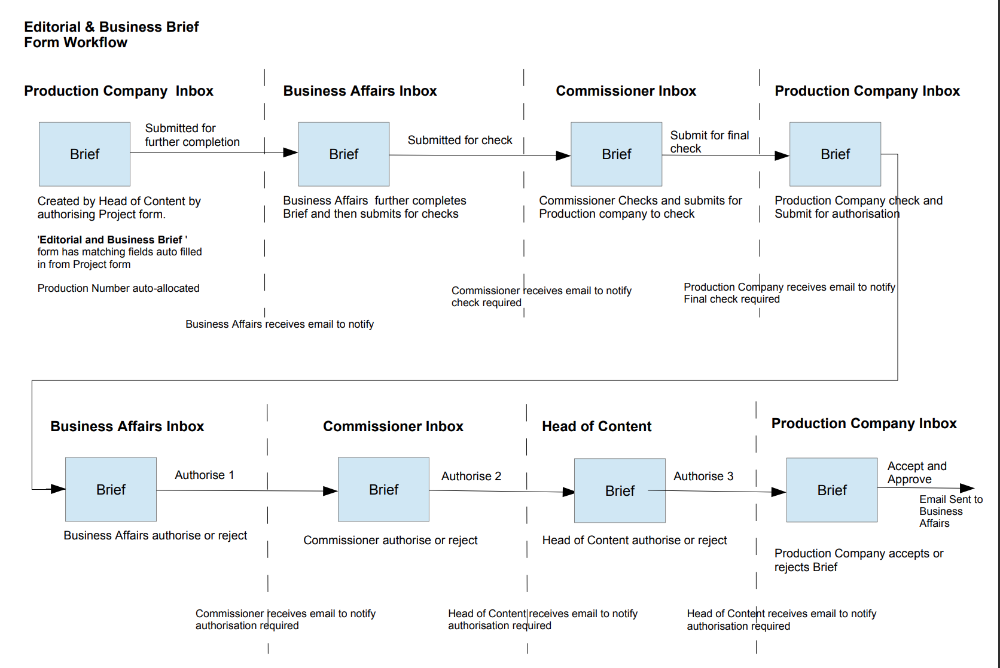 Editorial & Business Brief
Form Workflow
Production Company  Inbox
Business Affairs Inbox
Commissioner Inbox
Production Company Inbox
Brief
Submitted for
further completion
Brief
Submitted for check
Brief
Submit for final
check
Brief
Created by Head of Content by
authorising Project form.
Business Affairs  further completes
Brief and then submits for checks
Commissioner Checks and submits for
Production company to check
Production Company check and
Submit for authorisation
'Editorial and Business Brief '
form has matching fields auto filled
in from Project form
Production Number auto-allocated
Commissioner receives email to notify
check required
Production Company receives email to notify
Final check required
Business Affairs receives email to notify
Business Affairs Inbox
Commissioner Inbox
Head of Content
Production Company Inbox
Brief
Authorise 1
Brief
Authorise 2
Brief
Authorise 3
Brief
Accept and
Approve
Email Sent to
Business
Affairs
Business Affairs authorise or reject
Commissioner authorise or reject
Head of Content authorise or reject
Production Company accepts or
rejects Brief
Commissioner receives email to notify
authorisation required
Head of Content receives email to notify
authorisation required
Head of Content receives email to notify
authorisation required